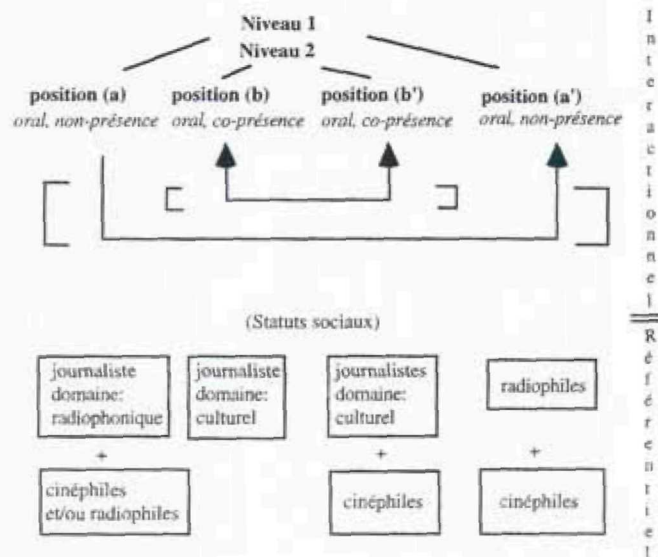 Niveau 1
Niveau 2
position (a) position (b) position (b') position (a')
oral, non-présence oral, co-présence oral, co-présence oral, non-présence
(Statuts sociaux)
journaliste
domaine:
radiophonique
+
cinéphiles
et/ou radiophiles
journaliste
domaine:
culturel
journalistes
domaine:
culturel
+
cinéphiles
radiophiles
+
cinéphiles
Interactionnel
Référentiel